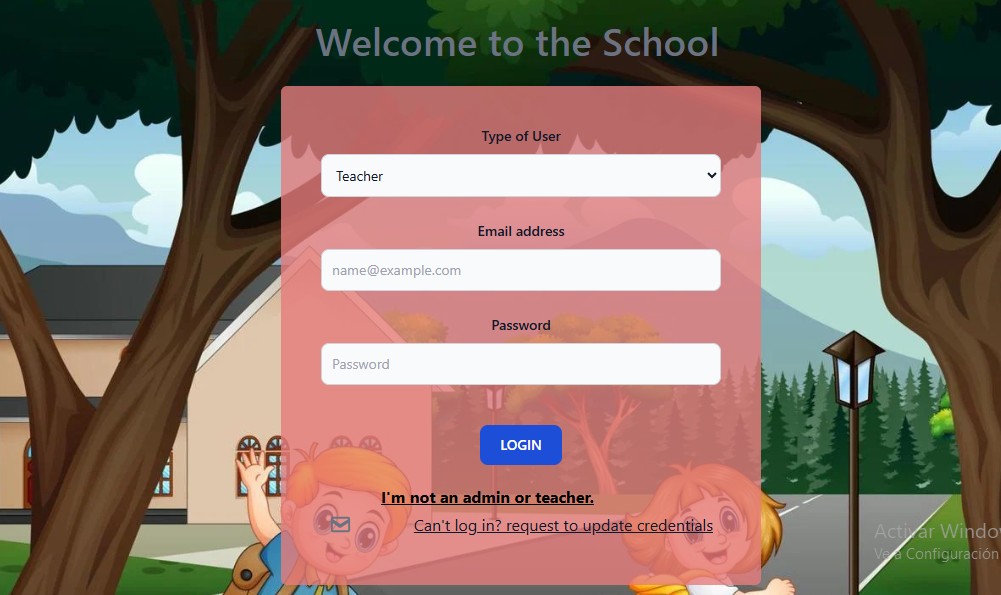 Welcome to the School
Type of User
Teacher
Email address
name@example.com
Password
Password
LOGIN
I'm not an admin or teacher.
Can't log in? request to update credentials
Activar Windo
Ve a Configuración